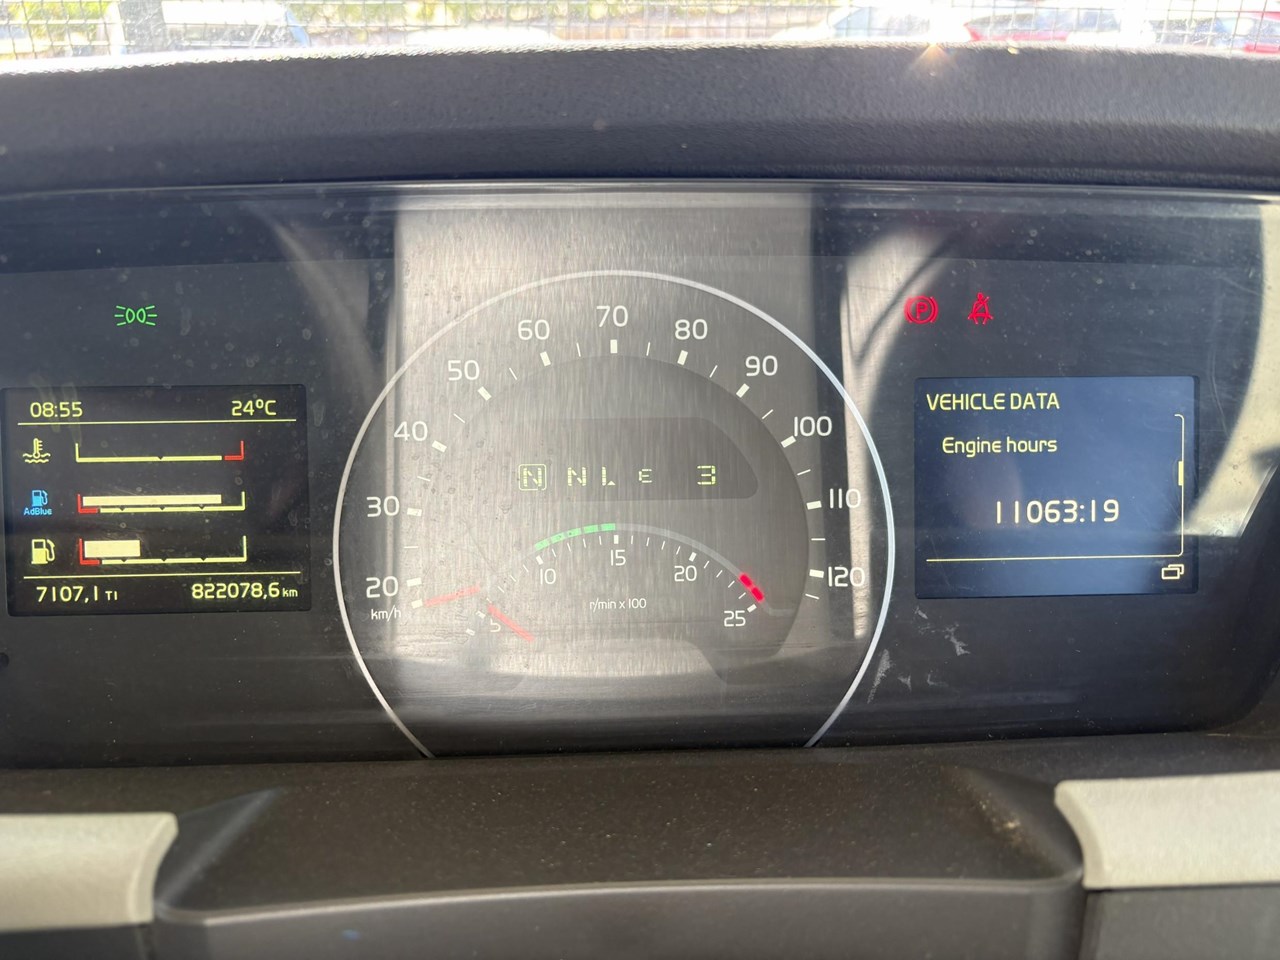 08:55 24°C
AdBlue
7107,1 T1 822078,6 km
20 30 40 50 60 70 80 90 100 110 120
km/h
N N L E 3
5 10 15 20 25
r/min x 100
P
VEHICLE DATA
Engine hours
11063:19